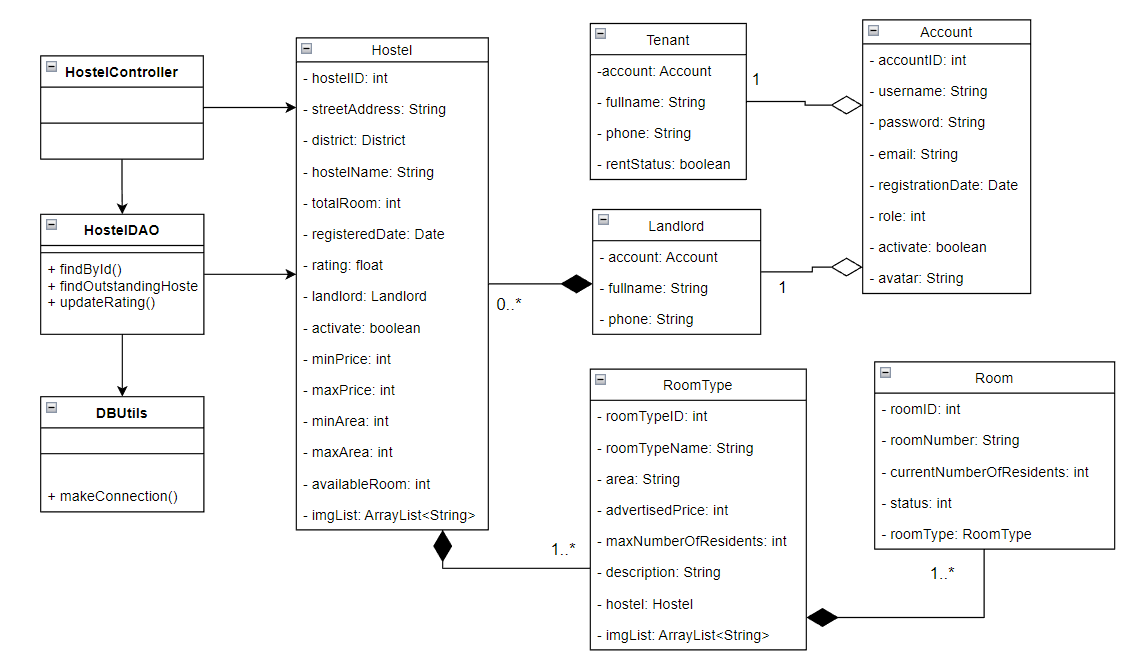 HostelController
HostelDAO
+ findById()
+ findOutstandingHoste
+ updateRating()
DBUtils
+ makeConnection()
Hostel
- hostelID: int
- streetAddress: String
- district: District
- hostelName: String
- totalRoom: int
- registeredDate: Date
- rating: float
- landlord: Landlord
- activate: boolean
- minPrice: int
- maxPrice: int
- minArea: int
- maxArea: int
- availableRoom: int
- imgList: ArrayList<String>
0..*
1..*
Tenant
-account: Account
- fullname: String
- phone: String
- rentStatus: boolean
1
Landlord
- account: Account
- fullname: String
- phone: String
1
Account
- accountID: int
- username: String
- password: String
- email: String
- registrationDate: Date
- role: int
- activate: boolean
- avatar: String
RoomType
- roomTypeID: int
- roomTypeName: String
- area: String
- advertisedPrice: int
- maxNumberOfResidents: int
- description: String
- hostel: Hostel
- imgList: ArrayList<String>
Room
- roomID: int
- roomNumber: String
- currentNumberOfResidents: int
- status: int
- roomType: RoomType
1..*